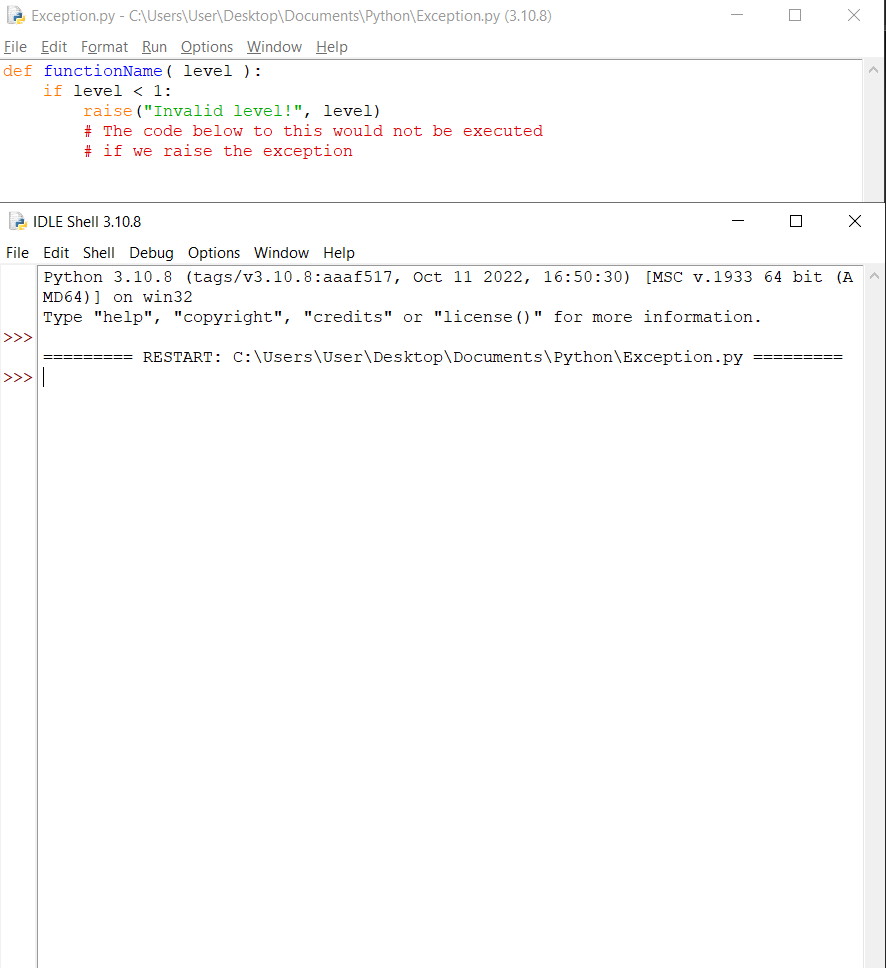 Exception.py - C:\Users\User\Desktop\Documents\Python\Exception.py (3.10.8)
File Edit Format Run Options Window Help
def functionName( level ):
    if level < 1:
        raise("Invalid level!", level)
        # The code below to this would not be executed
        # if we raise the exception
IDLE Shell 3.10.8
File Edit Shell Debug Options Window Help
Python 3.10.8 (tags/v3.10.8:aaaf517, Oct 11 2022, 16:50:30) [MSC v.1933 64 bit (A
MD64)] on win32
Type "help", "copyright", "credits" or "license()" for more information.
>>>
========= RESTART: C:\Users\User\Desktop\Documents\Python\Exception.py =========
>>>